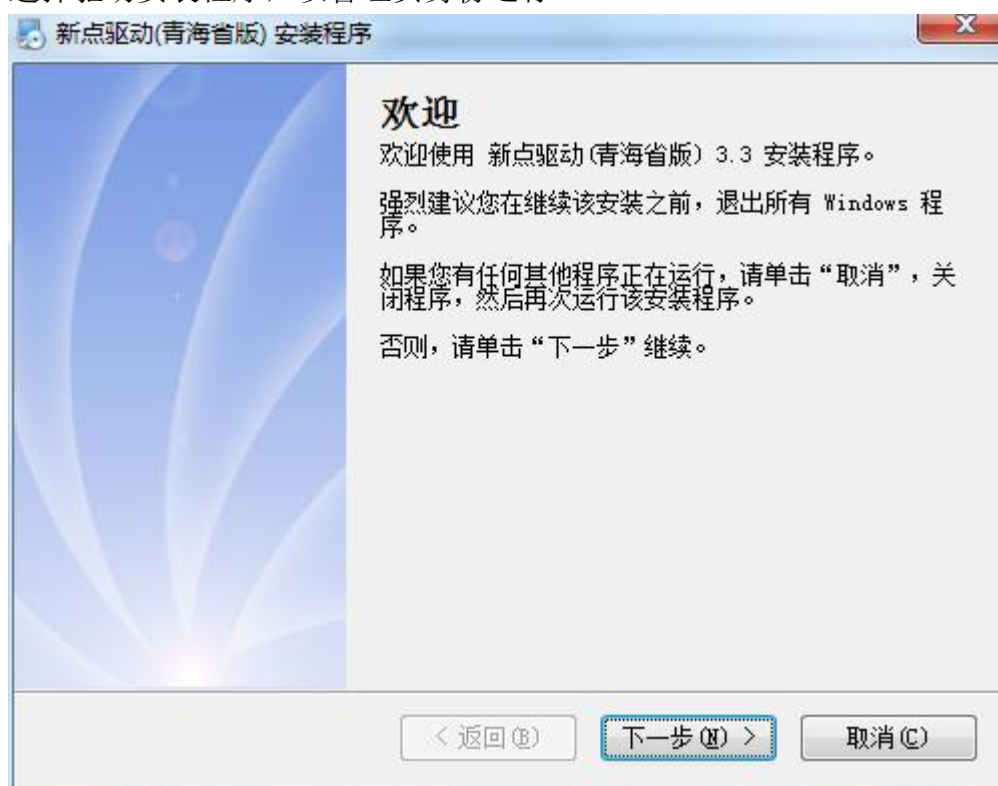 新点驱动(青海省版) 安装程序
欢迎
欢迎使用 新点驱动(青海省版) 3.3 安装程序。
强烈建议您在继续该安装之前，退出所有 Windows 程
序。
如果您有任何其他程序正在运行，请单击“取消”，关
闭程序，然后再次运行该安装程序。
否则，请单击“下一步”继续。
< 返回(B)
下一步(N) >
取消(C)